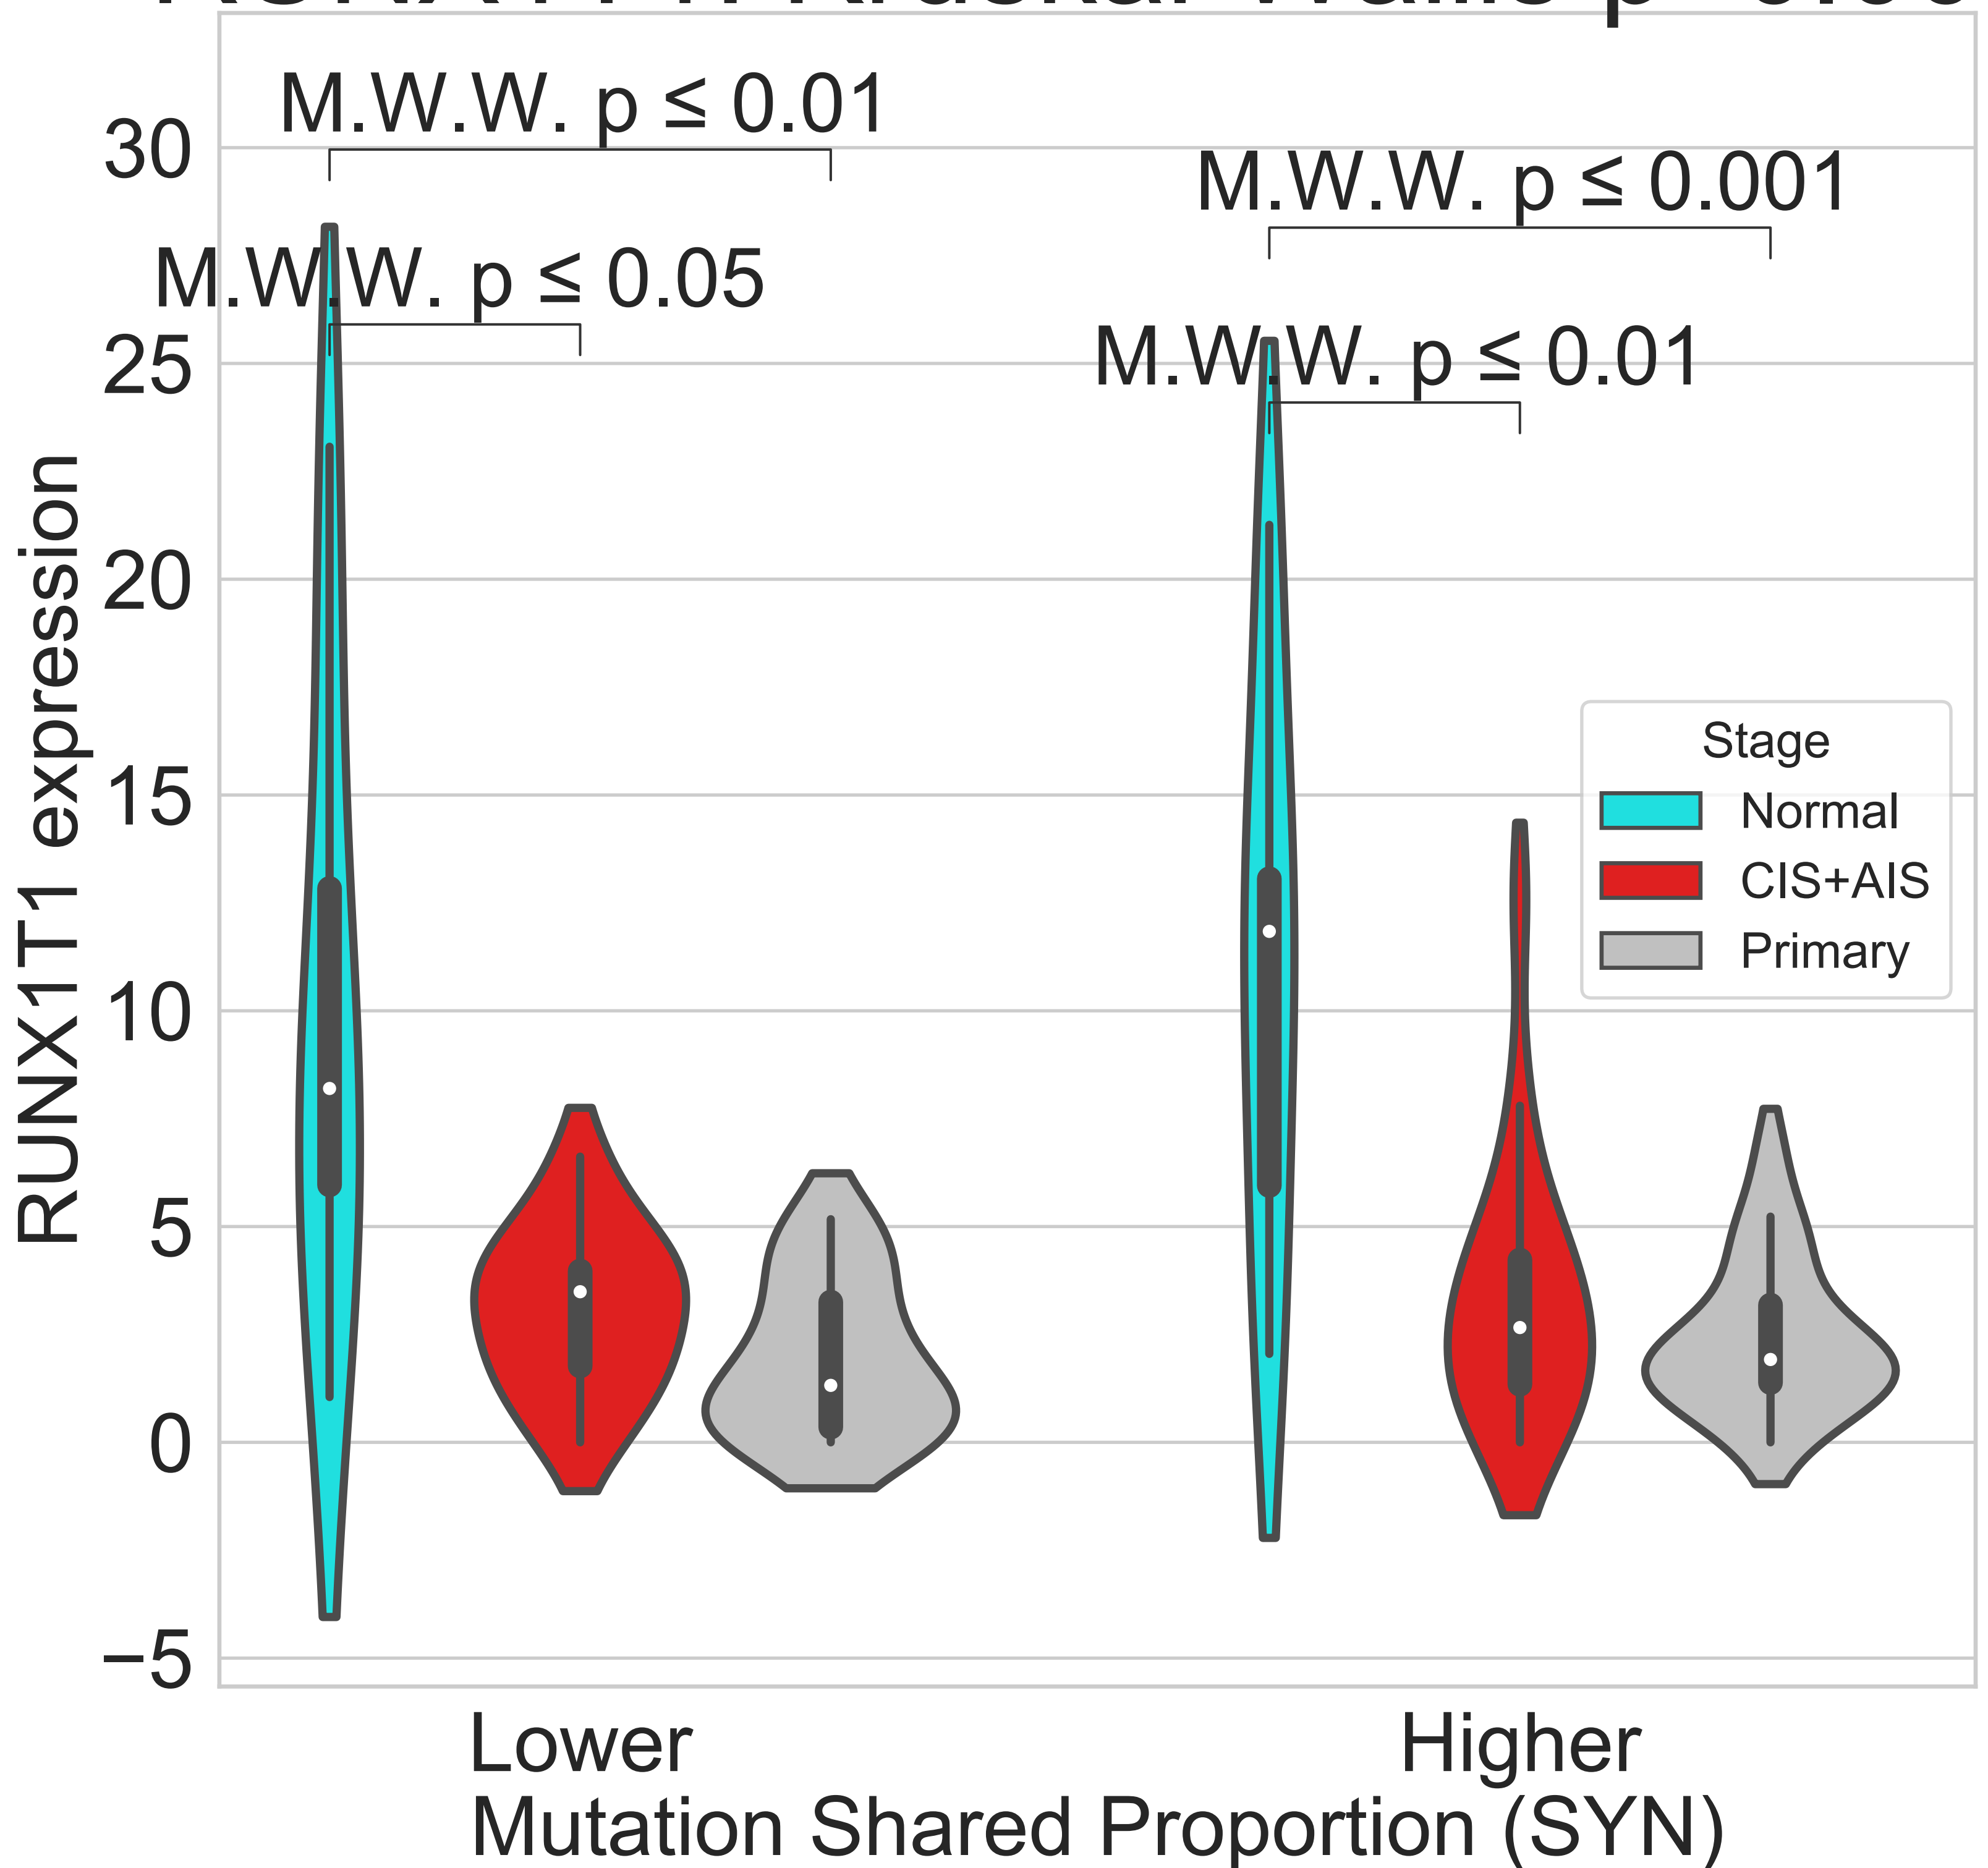 M.W.W. p ≤ 0.01
30
M.W.W. p ≤ 0.001
M.W.W. p ≤ 0.05
M.W.W. p ≤ 0.01
25
20
15
10
5
0
−5
RUNX1T1 expression
Stage
Normal
CIS+AIS
Primary
Lower
Higher
Mutation Shared Proportion (SYN)